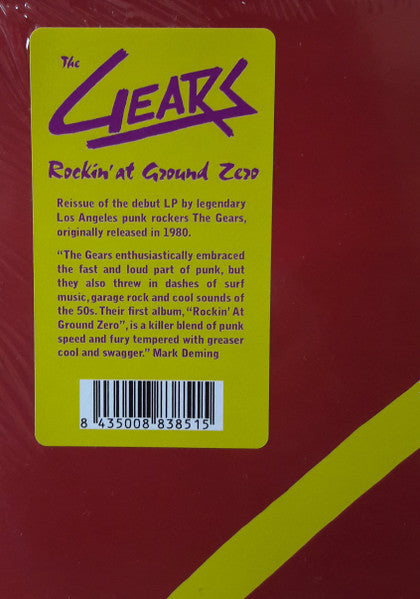 The
GEARS
Rockin' at Ground Zero
Reissue of the debut LP by legendary
Los Angeles punk rockers The Gears,
originally released in 1980.
"The Gears enthusiastically embraced
the fast and loud part of punk, but
they also threw in dashes of surf
music, garage rock and cool sounds of
the 50s. Their first album, "Rockin' At
Ground Zero", is a killer blend of punk
speed and fury tempered with greaser
cool and swagger." Mark Deming
8 435008 838515